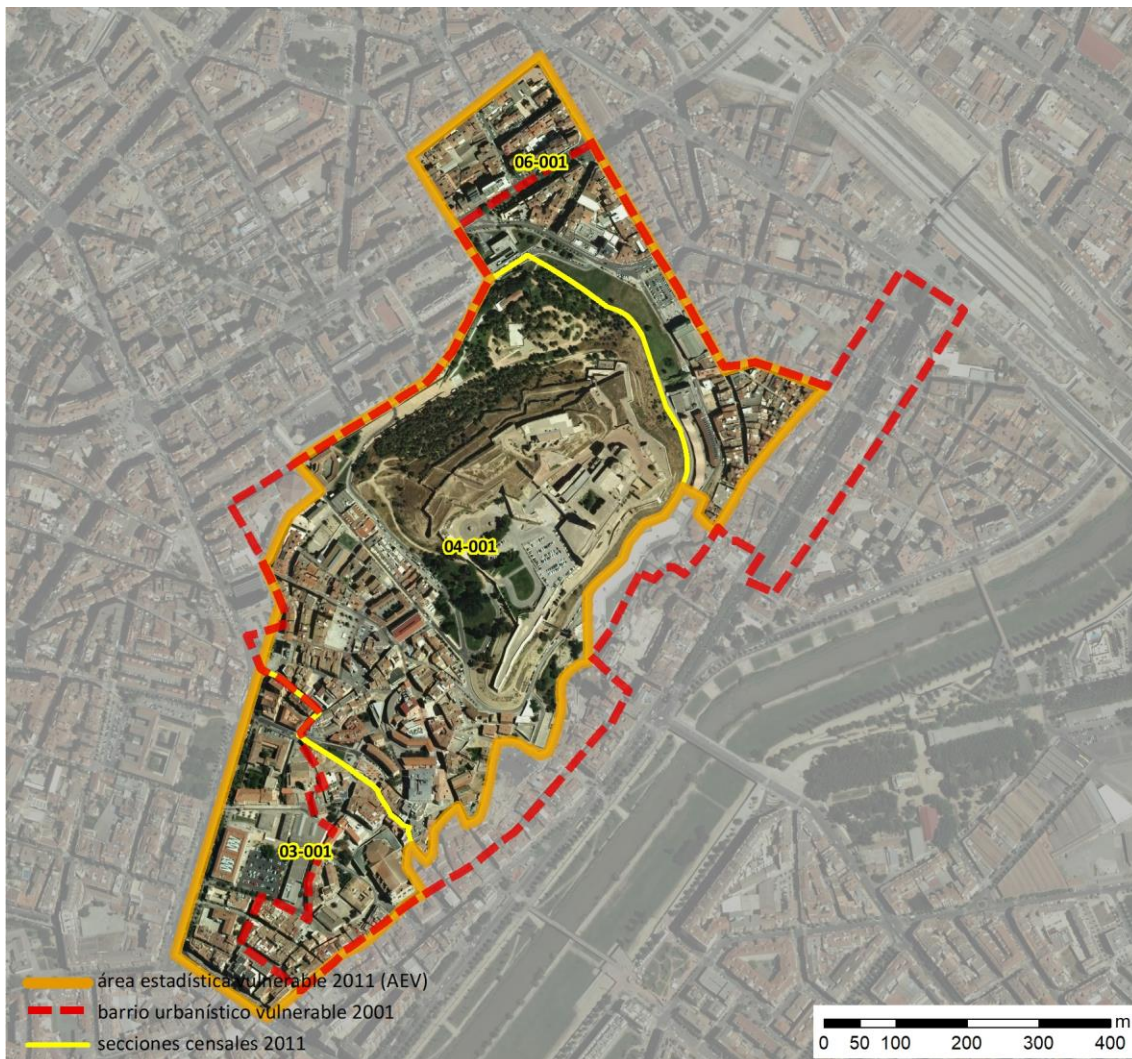 06-001
04-001
03-001
área estadística vulnerable 2011 (AEV)
barrio urbanístico vulnerable 2001
secciones censales 2011
m
0 50 100 200 300 400